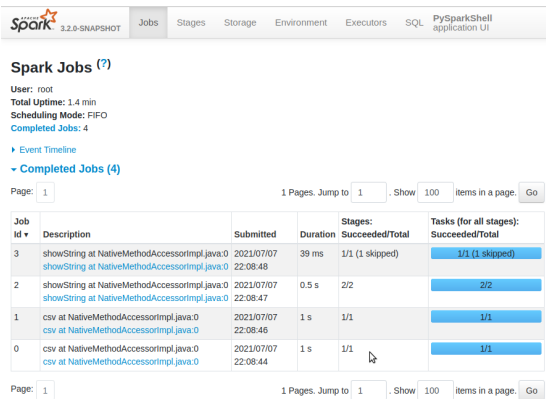 APACHE
Spark 3.2.0-SNAPSHOT Jobs Stages Storage Environment Executors SQL PySparkShell application UI
Spark Jobs (?)
User: root
Total Uptime: 1.4 min
Scheduling Mode: FIFO
Completed Jobs: 4
Event Timeline
Completed Jobs (4)
Page: 1 1 Pages. Jump to 1 . Show 100 items in a page. Go
Job Id ▾ Description Submitted Duration Stages: Succeeded/Total Tasks (for all stages): Succeeded/Total
3 showString at NativeMethodAccessorImpl.java:0 2021/07/07 39 ms 1/1 (1 skipped) 1/1 (1 skipped)
showString at NativeMethodAccessorImpl.java:0 22:08:48
2 showString at NativeMethodAccessorImpl.java:0 2021/07/07 0.5 s 2/2 2/2
showString at NativeMethodAccessorImpl.java:0 22:08:47
1 csv at NativeMethodAccessorImpl.java:0 2021/07/07 1 s 1/1 1/1
csv at NativeMethodAccessorImpl.java:0 22:08:46
0 csv at NativeMethodAccessorImpl.java:0 2021/07/07 1 s 1/1 1/1
csv at NativeMethodAccessorImpl.java:0 22:08:44
Page: 1 1 Pages. Jump to 1 . Show 100 items in a page. Go